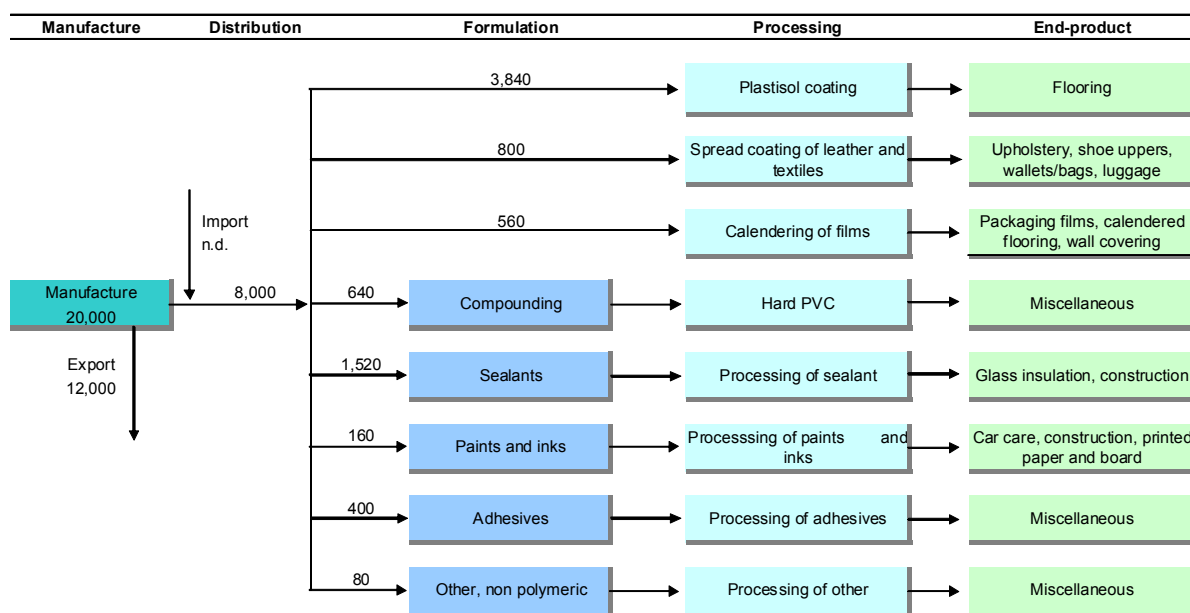 Manufacture
Distribution
Formulation
Processing
End-product
3,840
Plastisol coating
Flooring
800
Spread coating of leather and
textiles
Upholstery, shoe uppers,
wallets/bags, luggage
Import
n.d.
560
Calendering of films
Packaging films, calendered
flooring, wall covering
Manufacture
20,000
8,000
640
Compounding
Hard PVC
Miscellaneous
Export
12,000
1,520
Sealants
Processing of sealant
Glass insulation, construction
160
Paints and inks
Processsing of paints and
inks
Car care, construction, printed
paper and board
400
Adhesives
Processing of adhesives
Miscellaneous
80
Other, non polymeric
Processing of other
Miscellaneous